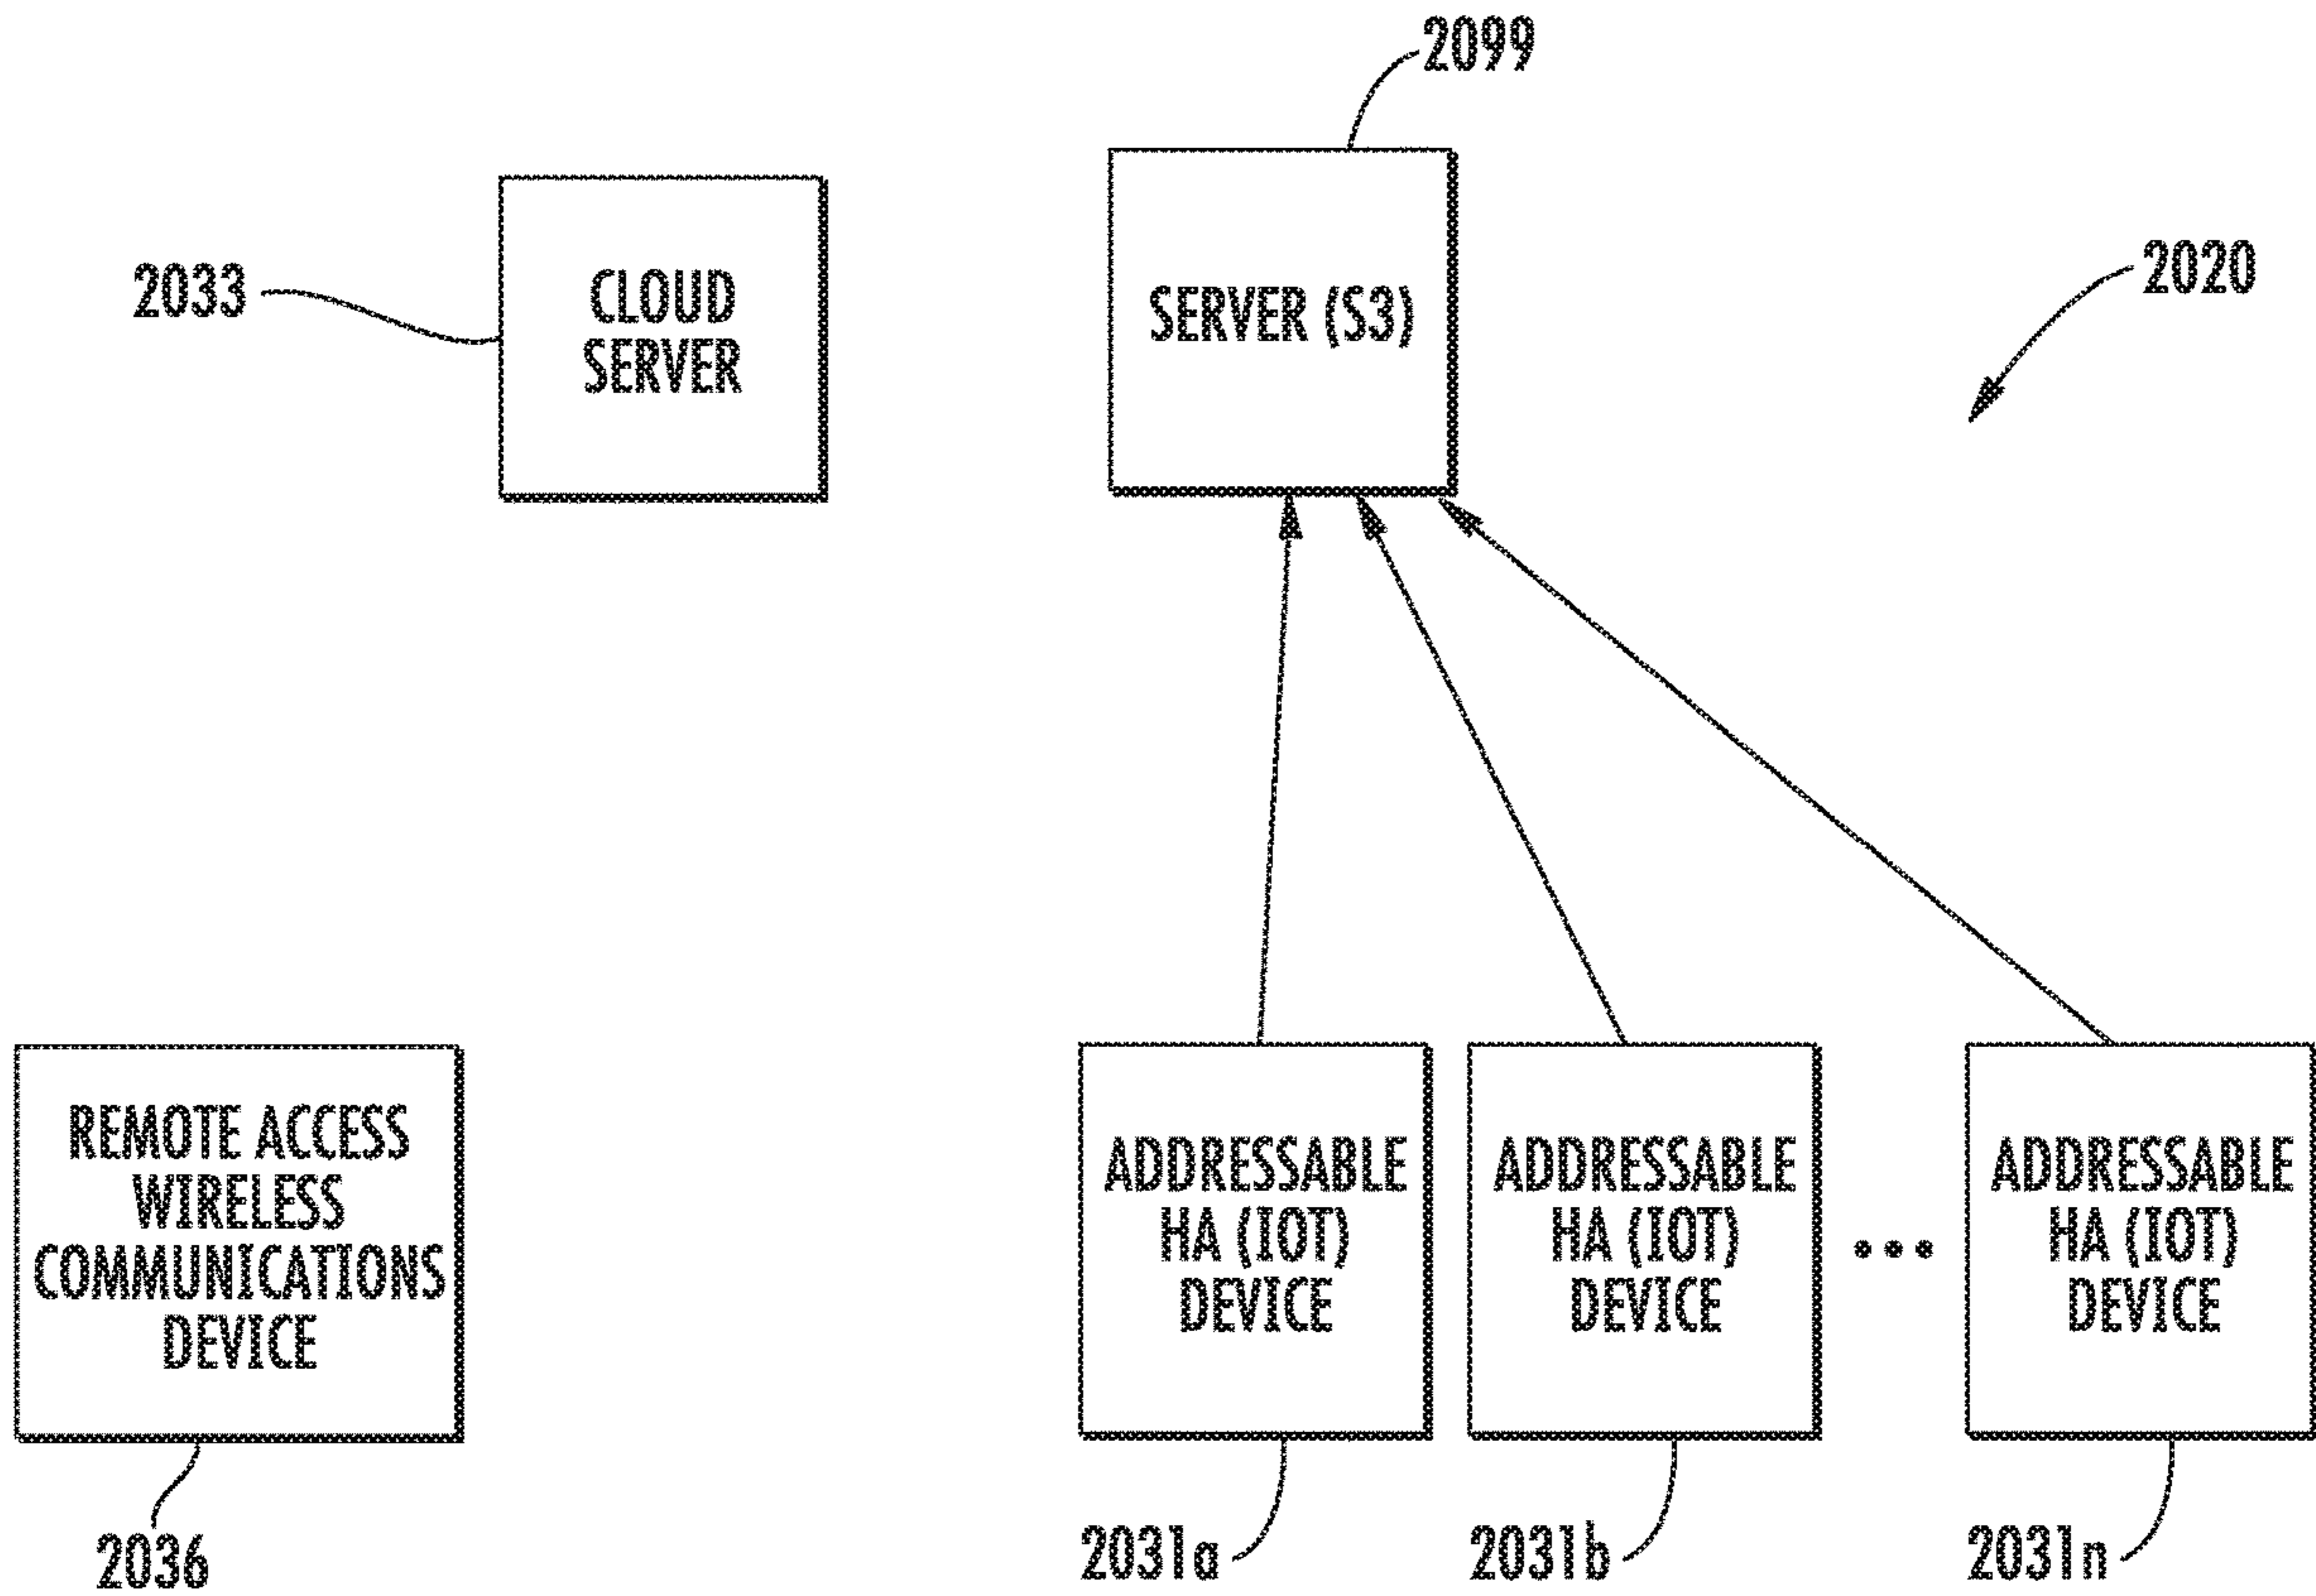 2099
2033
CLOUD
SERVER
SERVER (S3)
2020
REMOTE ACCESS
WIRELESS
COMMUNICATIONS
DEVICE
ADDRESSABLE
HA (IOT)
DEVICE
ADDRESSABLE
HA (IOT)
DEVICE
ADDRESSABLE
HA (IOT)
DEVICE
2036
2031a
2031b
2031n